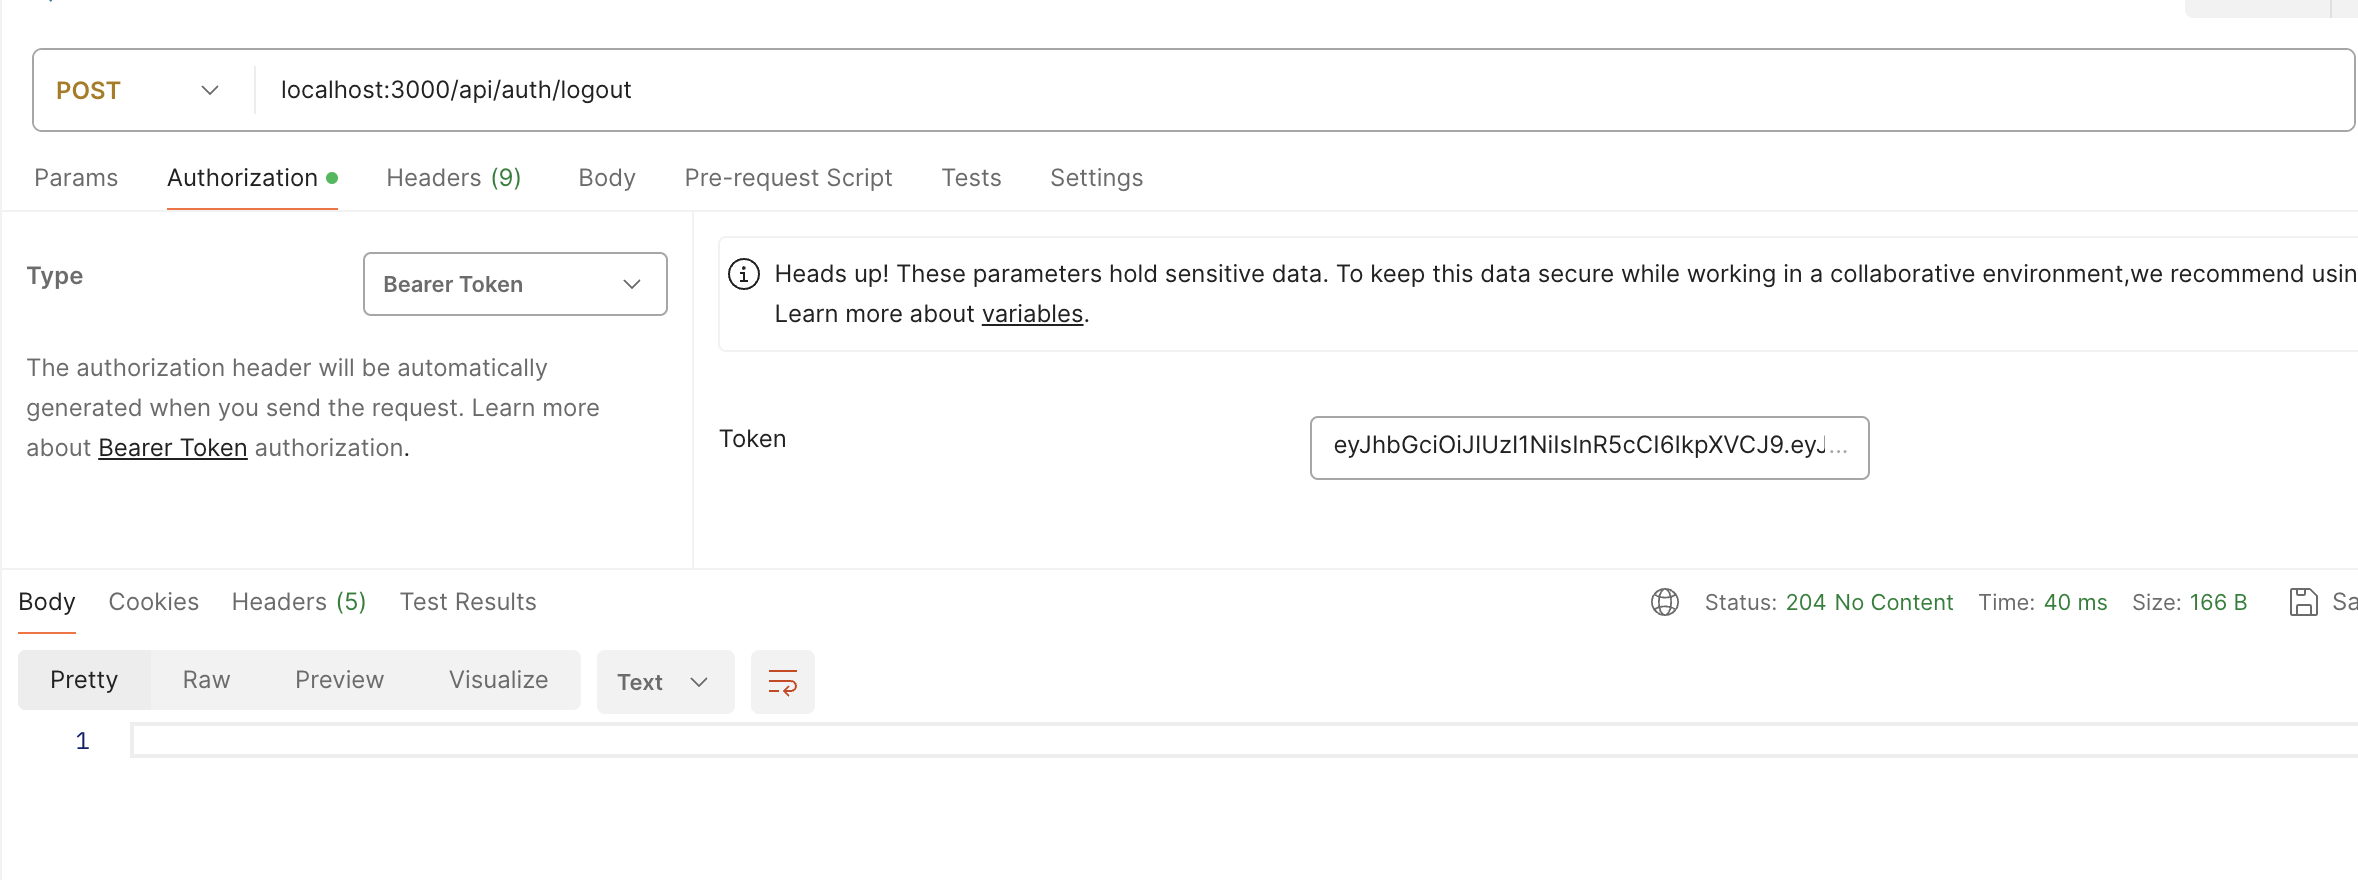 POST
localhost:3000/api/auth/logout
Params Authorization Headers (9) Body Pre-request Script Tests Settings
Type
Bearer Token
The authorization header will be automatically
generated when you send the request. Learn more
about Bearer Token authorization.
Heads up! These parameters hold sensitive data. To keep this data secure while working in a collaborative environment,we recommend usin
Learn more about variables.
Token
eyJhbGciOiJIUzI1NiIsInR5cCI6IkpXVCJ9.eyJ...
Body Cookies Headers (5) Test Results
Status: 204 No Content Time: 40 ms Size: 166 B Sa
Pretty Raw Preview Visualize Text
1